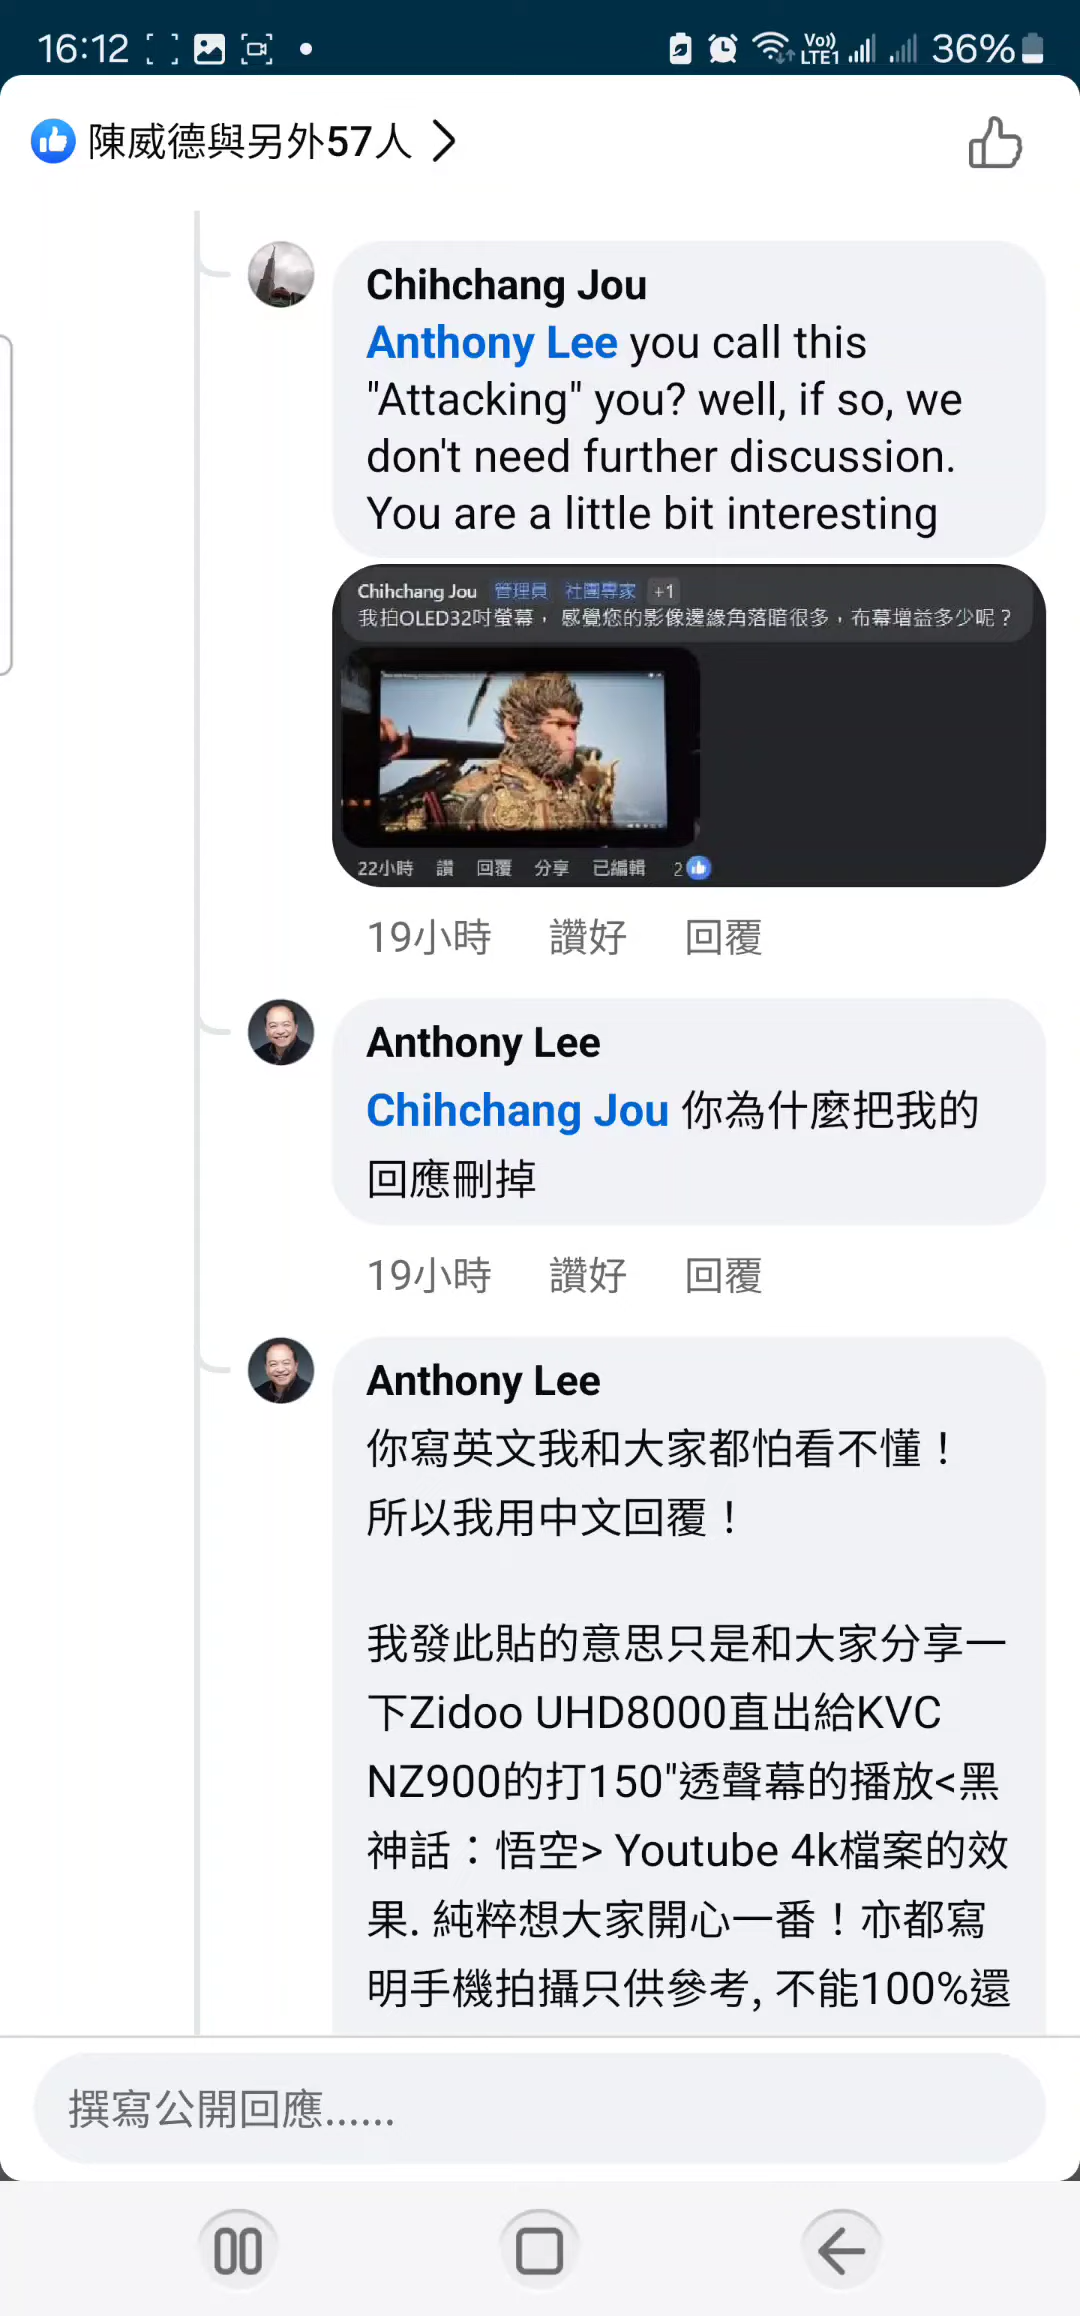 16:12
Vo)) LTE1 36%
陳威德與另外57人
Chihchang Jou
Anthony Lee you call this
"Attacking" you? well, if so, we
don't need further discussion.
You are a little bit interesting
Chihchang Jou 管理員 社團專家 +1
我拍OLED32吋螢幕，感覺您的影像邊緣角落暗很多，布幕增益多少呢？
22小時 讚 回覆 分享 已編輯 2
19小時 讚好 回覆
Anthony Lee
Chihchang Jou 你為什麼把我的
回應刪掉
19小時 讚好 回覆
Anthony Lee
你寫英文我和大家都怕看不懂！
所以我用中文回覆！
我發此貼的意思只是和大家分享一
下Zidoo UHD8000直出給KVC
NZ900的打150"透聲幕的播放<黑
神話：悟空> Youtube 4k檔案的效
果. 純粹想大家開心一番！亦都寫
明手機拍攝只供參考, 不能100%還
撰寫公開回應......